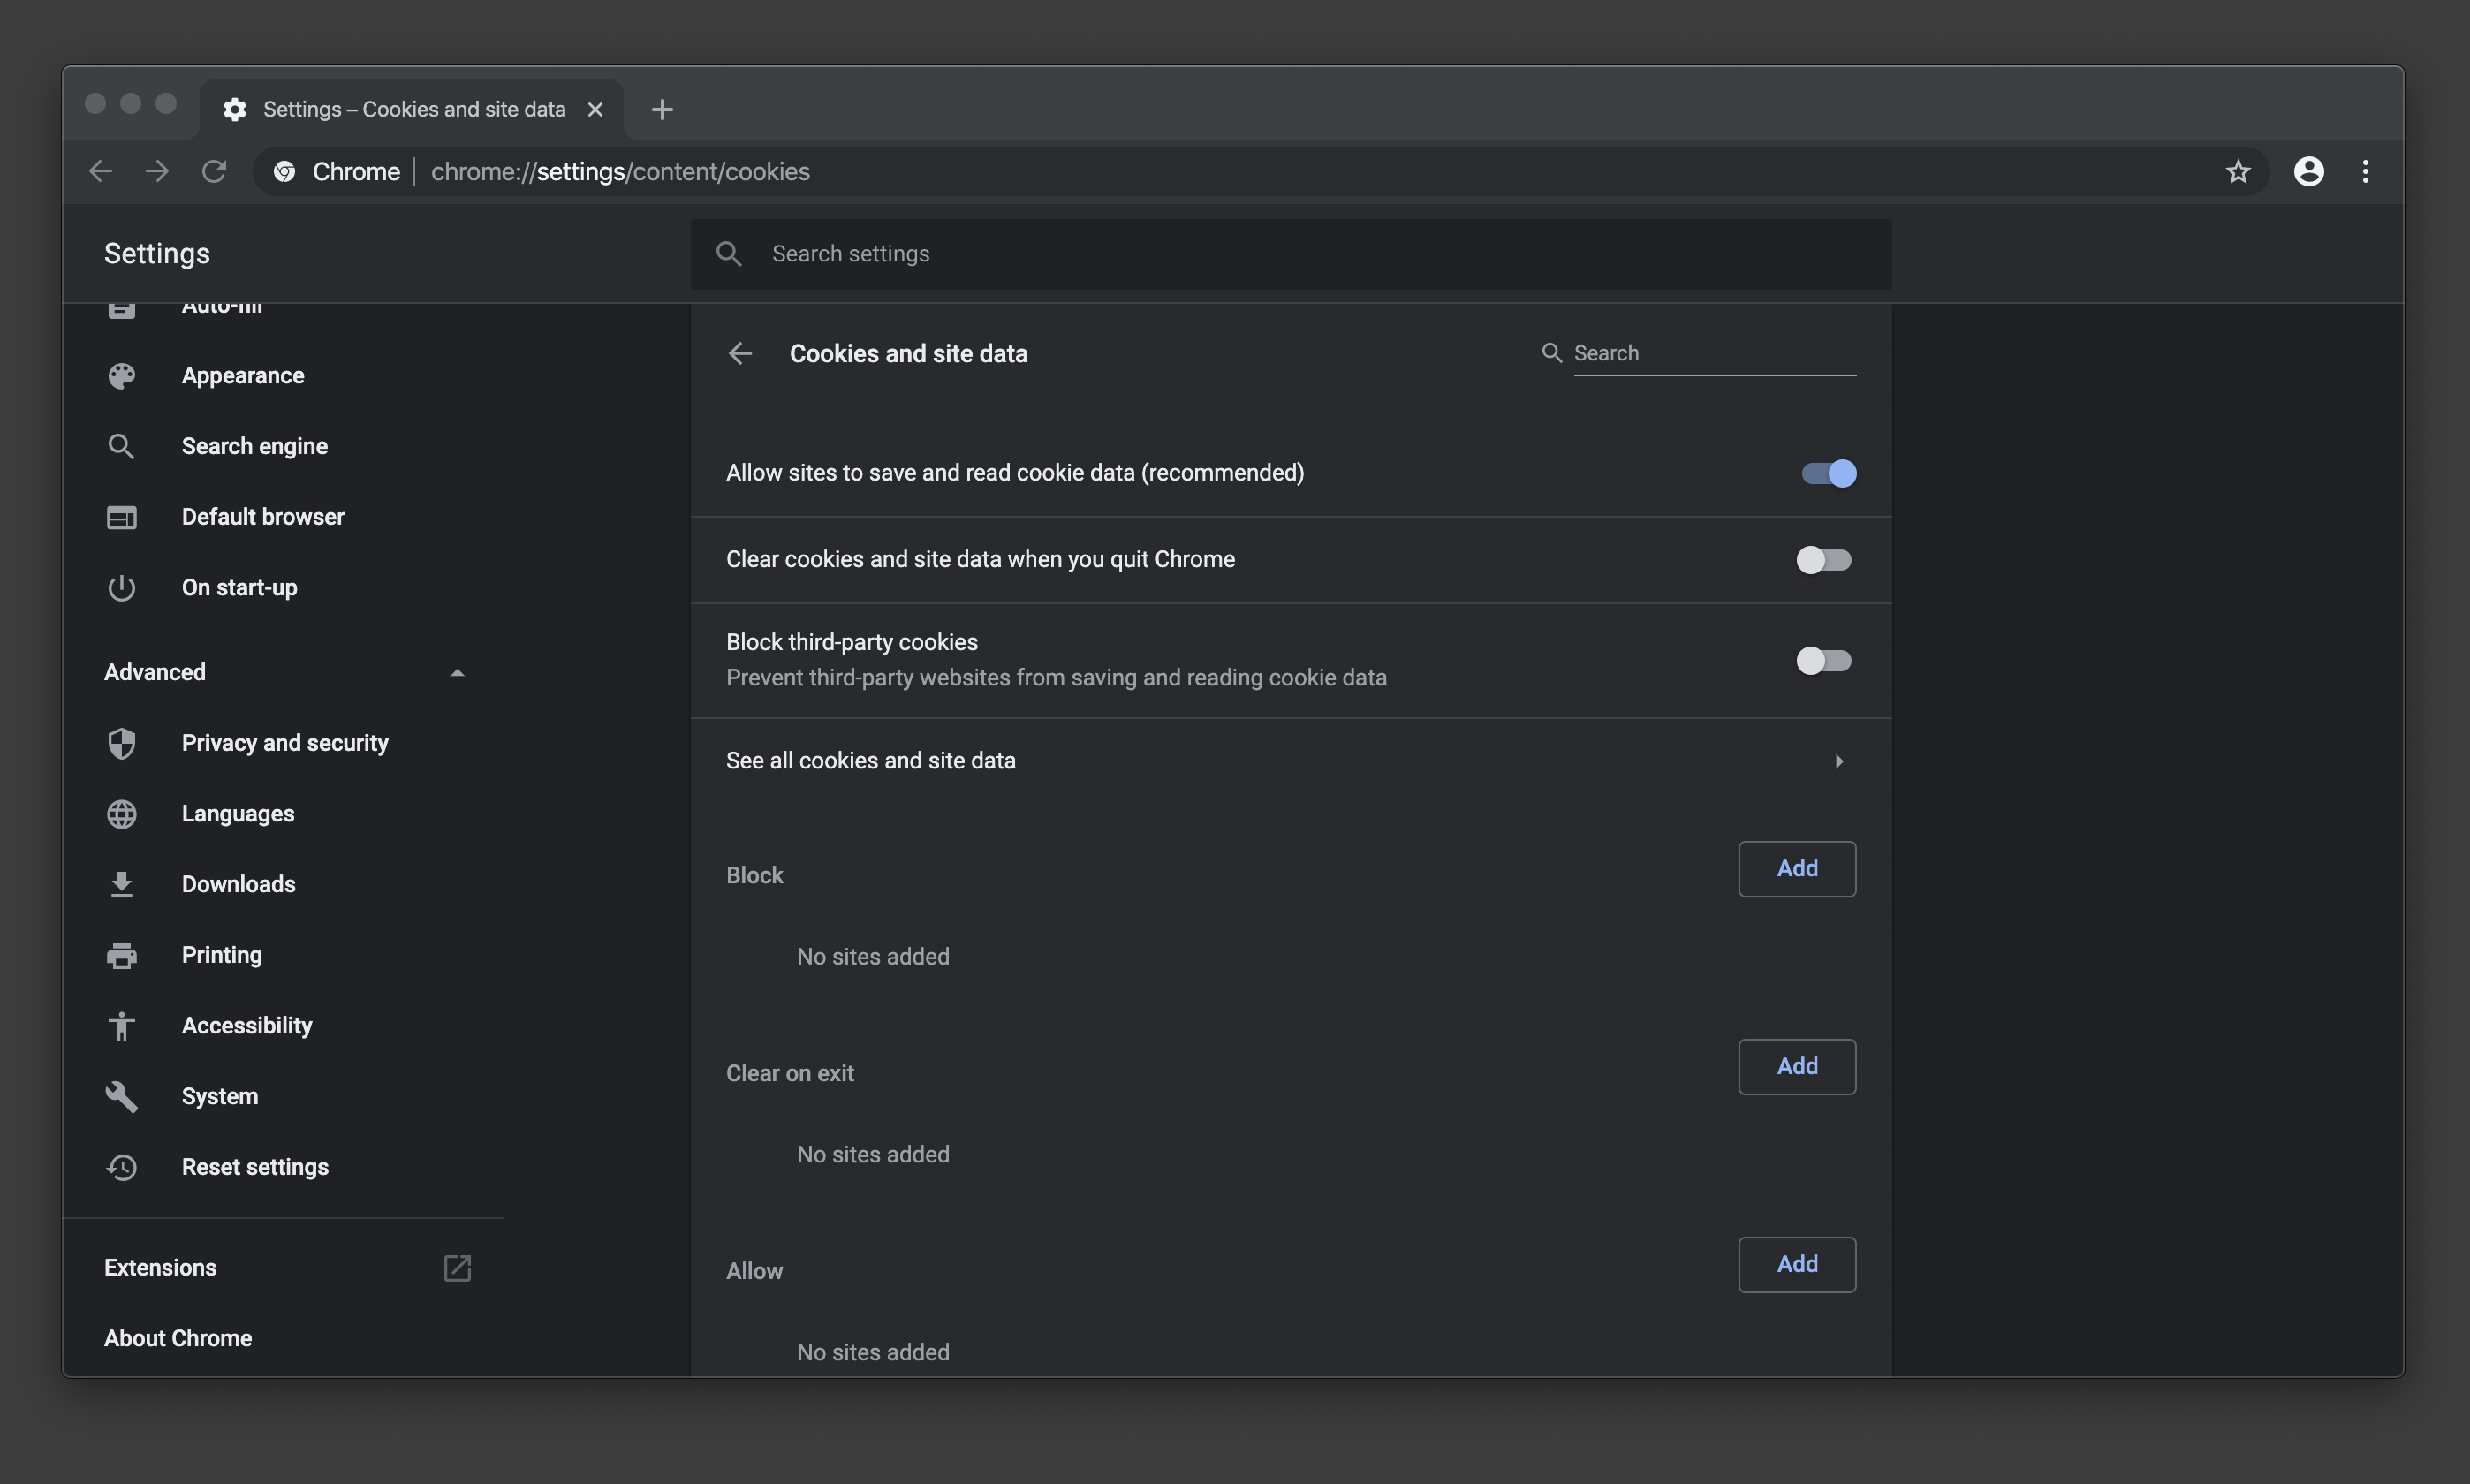 Settings – Cookies and site data
Chrome | chrome://settings/content/cookies
Settings
Search settings
Auto-fill
Appearance
Search engine
Default browser
On start-up
Advanced
Privacy and security
Languages
Downloads
Printing
Accessibility
System
Reset settings
Extensions
About Chrome
Cookies and site data
Search
Allow sites to save and read cookie data (recommended)
Clear cookies and site data when you quit Chrome
Block third-party cookies
Prevent third-party websites from saving and reading cookie data
See all cookies and site data
Block
Add
No sites added
Clear on exit
Add
No sites added
Allow
Add
No sites added